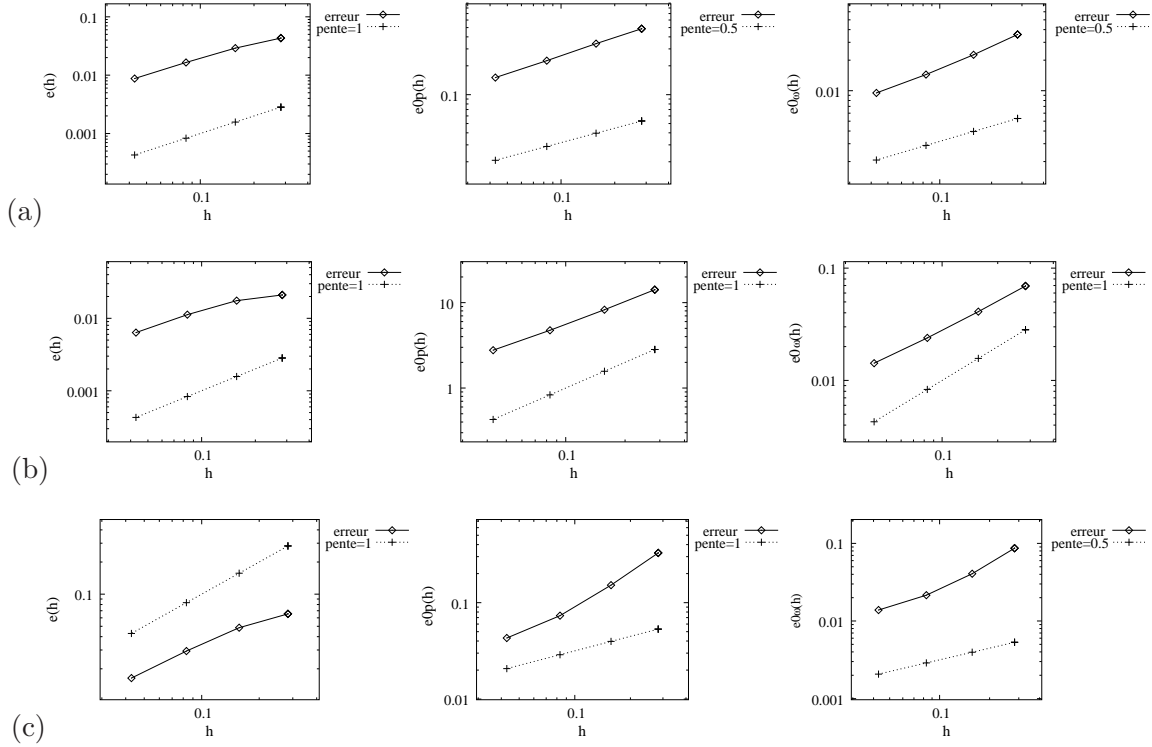 0.1
0.01
0.001
0.1
e(h)
h
erreur
pente=1
0.1
0.1
e0p(h)
h
erreur
pente=0.5
0.01
0.1
e0ω(h)
h
erreur
pente=0.5
(a)
0.01
0.001
0.1
e(h)
h
erreur
pente=1
10
1
0.1
e0p(h)
h
erreur
pente=1
0.1
0.01
0.1
e0ω(h)
h
erreur
pente=1
(b)
0.1
0.1
e(h)
h
erreur
pente=1
0.1
0.01
0.1
e0p(h)
h
erreur
pente=1
0.1
0.01
0.001
0.1
e0ω(h)
h
erreur
pente=0.5
(c)